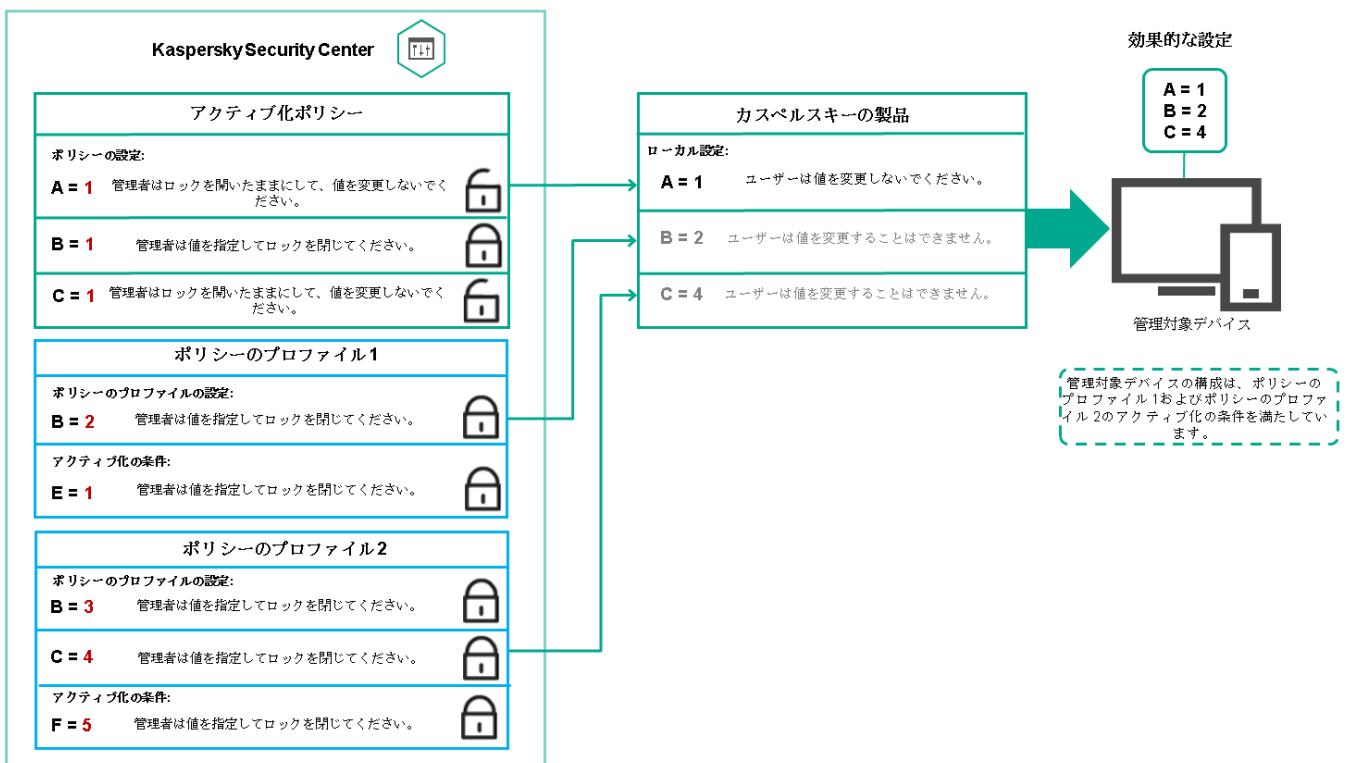 Kaspersky Security Center
アクティブ化ポリシー
ポリシーの設定:
A = 1
管理者はロックを開いたままにして、値を変更しないでく
ださい。
B = 1
管理者は値を指定してロックを閉じてください。
C = 1
管理者はロックを開いたままにして、値を変更しないでく
ださい。
ポリシーのプロファイル1
ポリシーのプロファイルの設定:
B = 2
管理者は値を指定してロックを閉じてください。
アクティブ化の条件:
E = 1
管理者は値を指定してロックを閉じてください。
ポリシーのプロファイル2
ポリシーのプロファイルの設定:
B = 3
管理者は値を指定してロックを閉じてください。
C = 4
管理者は値を指定してロックを閉じてください。
アクティブ化の条件:
F = 5
管理者は値を指定してロックを閉じてください。
カスペルスキーの製品
ローカル設定:
A = 1
ユーザーは値を変更しないでください。
B = 2
ユーザーは値を変更することはできません。
C = 4
ユーザーは値を変更することはできません。
効果的な設定
A = 1
B = 2
C = 4
管理対象デバイス
管理対象デバイスの構成は、ポリシーの
プロファイル1およびポリシーのプロファ
イル2のアクティブ化の条件を満たしてい
ます。